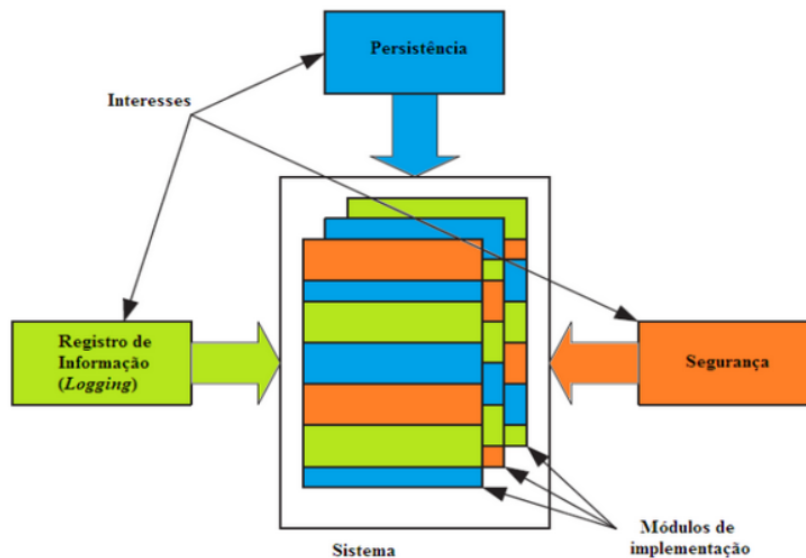 Persistência
Interesses
Registro de
Informação
(Logging)
Segurança
Sistema
Módulos de
implementação